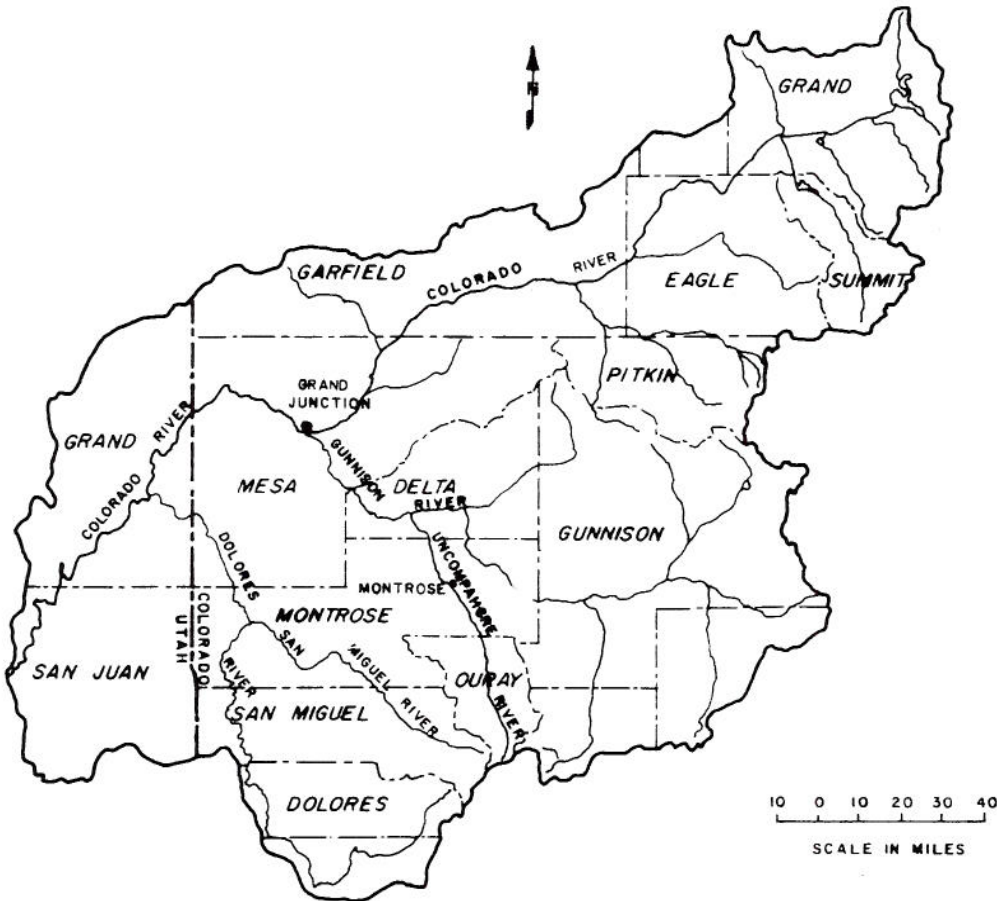 N
GRAND
GARFIELD
COLORADO RIVER
EAGLE
SUMMIT
PITKIN
GRAND
JUNCTION
GRAND
COLORADO RIVER
MESA
GUNNISON RIVER
DELTA
GUNNISON
UNCOMPAHGRE RIVER
MONTROSE
DOLORES RIVER
MONTROSE
COLORADO
UTAH
SAN MIGUEL RIVER
SAN JUAN
OURAY
SAN MIGUEL
DOLORES
10 0 10 20 30 40
SCALE IN MILES